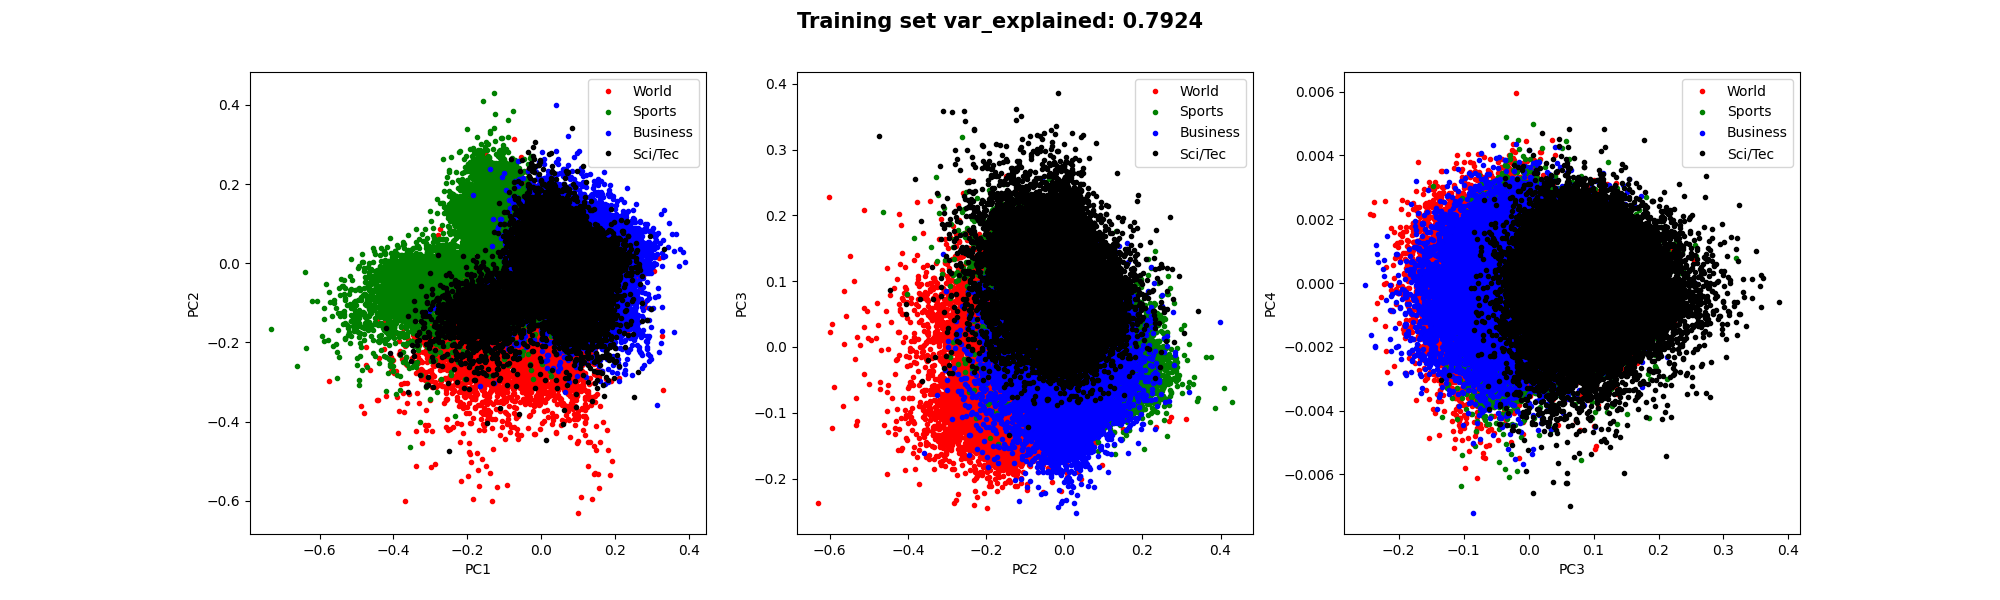 Training set var_explained: 0.7924
World
Sports
Business
Sci/Tec
0.4
0.2
0.0
−0.2
−0.4
−0.6
PC2
−0.6
−0.4
−0.2
0.0
0.2
0.4
PC1
World
Sports
Business
Sci/Tec
0.4
0.3
0.2
0.1
0.0
−0.1
−0.2
PC3
−0.6
−0.4
−0.2
0.0
0.2
0.4
PC2
World
Sports
Business
Sci/Tec
0.006
0.004
0.002
0.000
−0.002
−0.004
−0.006
PC4
−0.2
−0.1
0.0
0.1
0.2
0.3
0.4
PC3